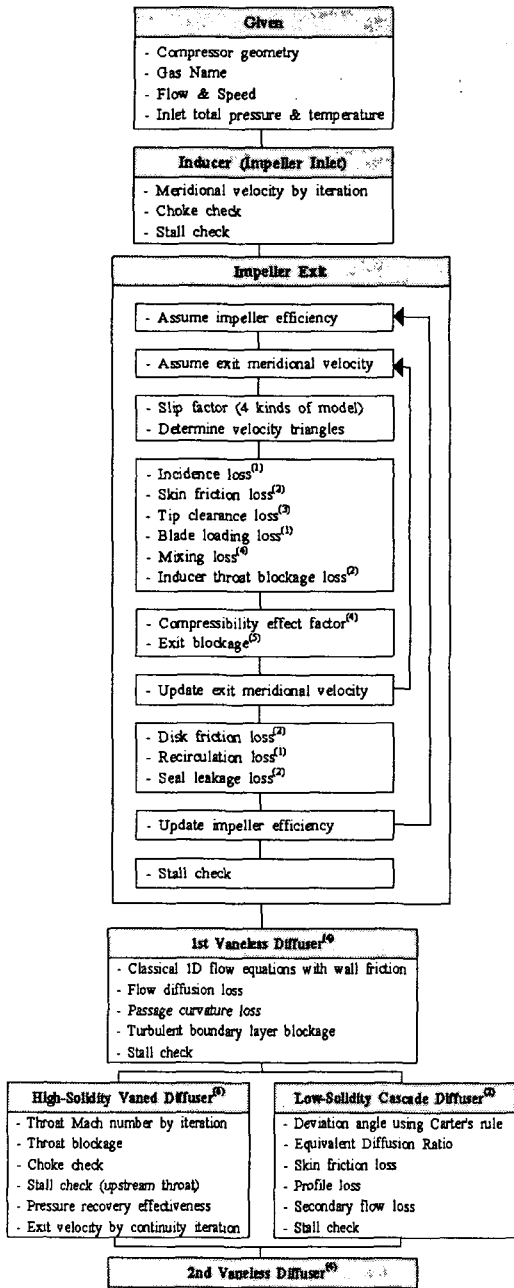 Given
- Compressor geometry
- Gas Name
- Flow & Speed
- Inlet total pressure & temperature
Inducer (Impeller Inlet)
- Meridional velocity by iteration
- Choke check
- Stall check
Impeller Exit
- Assume impeller efficiency
- Assume exit meridional velocity
- Slip factor (4 kinds of model)
- Determine velocity triangles
- Incidence loss(1)
- Skin friction loss(2)
- Tip clearance loss(3)
- Blade loading loss(1)
- Mixing loss(4)
- Inducer throat blockage loss(2)
- Compressibility effect factor(4)
- Exit blockage(5)
- Update exit meridional velocity
- Disk friction loss(2)
- Recirculation loss(1)
- Seal leakage loss(2)
- Update impeller efficiency
- Stall check
1st Vaneless Diffuser
- Classical 1D flow equations with wall friction
- Flow diffusion loss
- Passage curvature loss
- Turbulent boundary layer blockage
- Stall check
High-Solidity Vaned Diffuser
- Throat Mach number by iteration
- Throat blockage
- Choke check
- Stall check (upstream throat)
- Pressure recovery effectiveness
- Exit velocity by continuity iteration
Low-Solidity Cascade Diffuser
- Deviation angle using Carter's rule
- Equivalent Diffusion Ratio
- Skin friction loss
- Profile loss
- Secondary flow loss
- Stall check
2nd Vaneless Diffuser